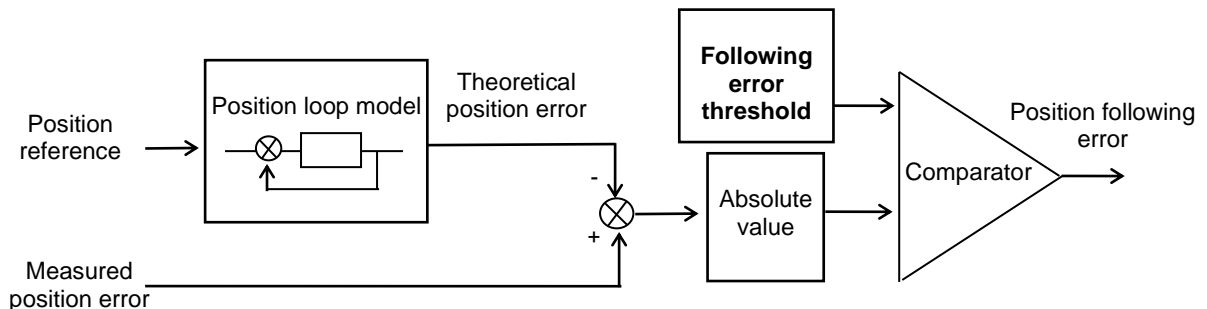 Position
reference
Position loop model
Theoretical
position error
Following
error
threshold
-
+
Absolute
value
Comparator
Position following
error
Measured
position error